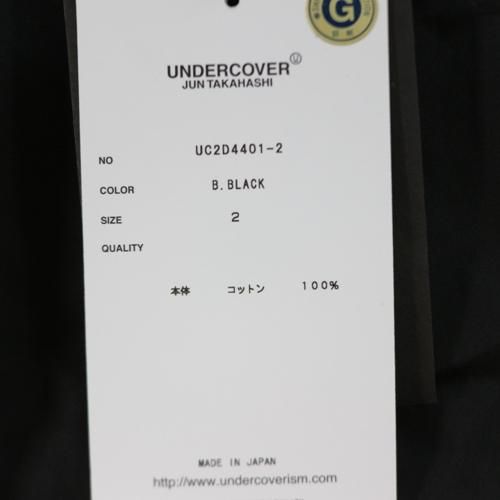 G
UNDERCOVER
JUN TAKAHASHI
NO UC2D4401-2
COLOR B.BLACK
SIZE 2
QUALITY
本体 コットン 100%
MADE IN JAPAN
http://www.undercoverism.com